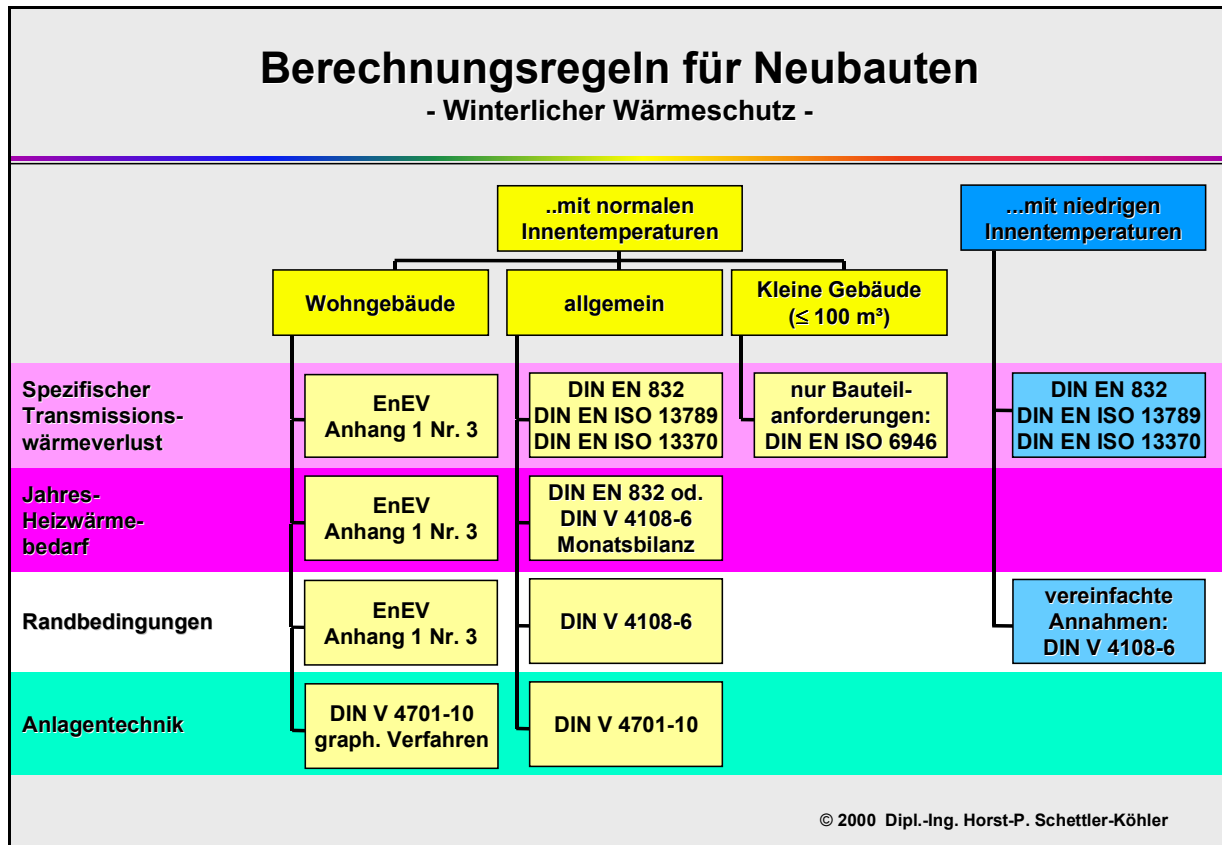 Berechnungsregeln für Neubauten
- Winterlicher Wärmeschutz -
..mit normalen
Innentemperaturen
...mit niedrigen
Innentemperaturen
Wohngebäude
allgemein
Kleine Gebäude
(≤ 100 m³)
Spezifischer
Transmissions-
wärmeverlust
EnEV
Anhang 1 Nr. 3
DIN EN 832
DIN EN ISO 13789
DIN EN ISO 13370
nur Bauteil-
anforderungen:
DIN EN ISO 6946
DIN EN 832
DIN EN ISO 13789
DIN EN ISO 13370
Jahres-
Heizwärme-
bedarf
EnEV
Anhang 1 Nr. 3
DIN EN 832 od.
DIN V 4108-6
Monatsbilanz
Randbedingungen
EnEV
Anhang 1 Nr. 3
DIN V 4108-6
vereinfachte
Annahmen:
DIN V 4108-6
Anlagentechnik
DIN V 4701-10
graph. Verfahren
DIN V 4701-10
© 2000 Dipl.-Ing. Horst-P. Schettler-Köhler